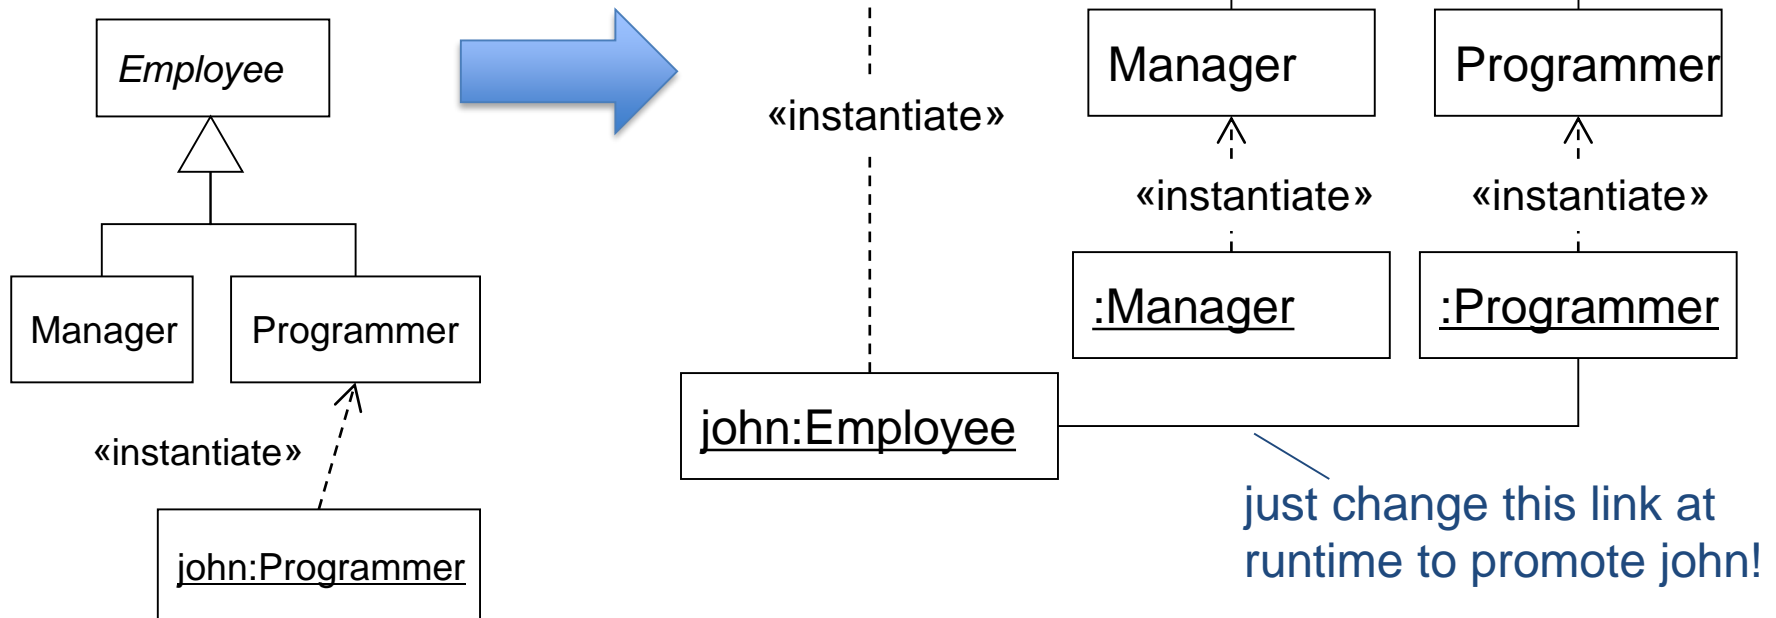 Employee
Manager
Programmer
«instantiate»
john:Programmer
«instantiate»
Manager
Programmer
«instantiate»
«instantiate»
:Manager
:Programmer
john:Employee
just change this link at
runtime to promote john!